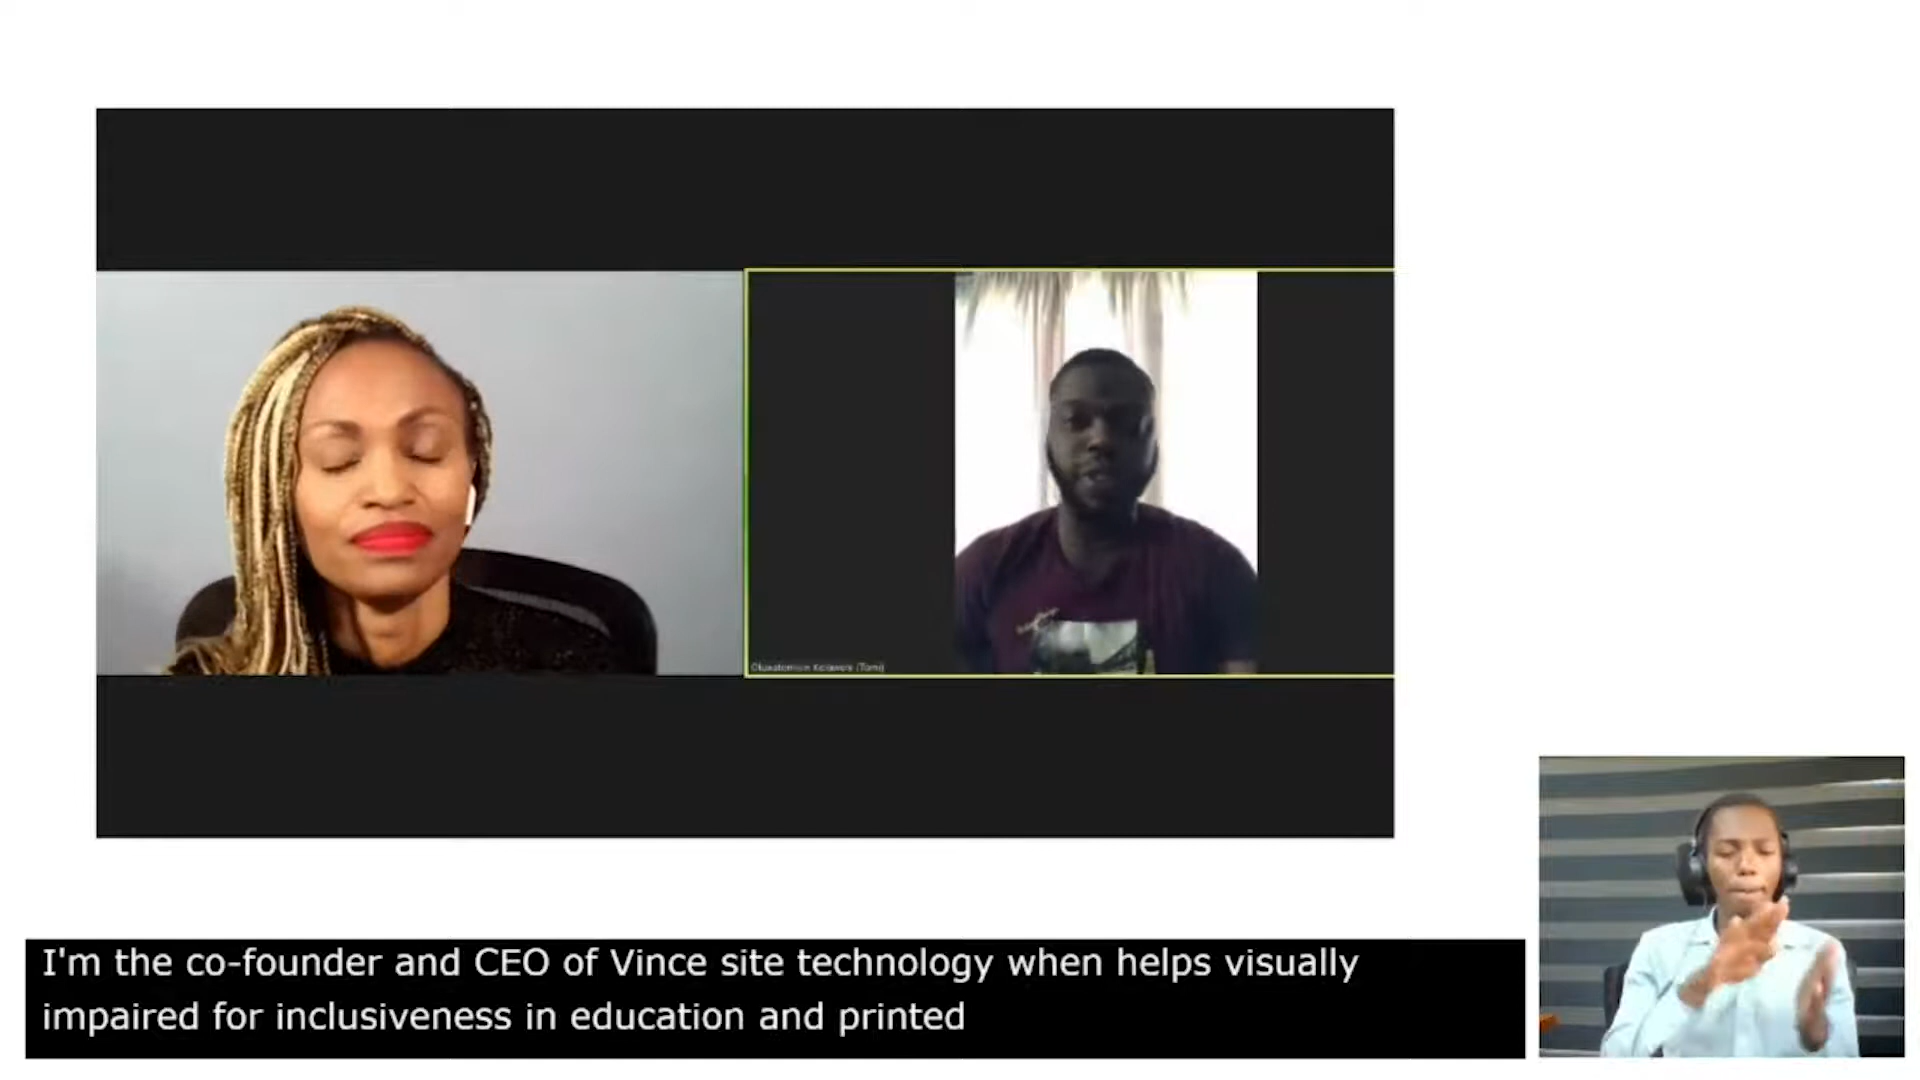 (Tomi)
I'm the co-founder and CEO of Vince site technology when helps visually
impaired for inclusiveness in education and printed